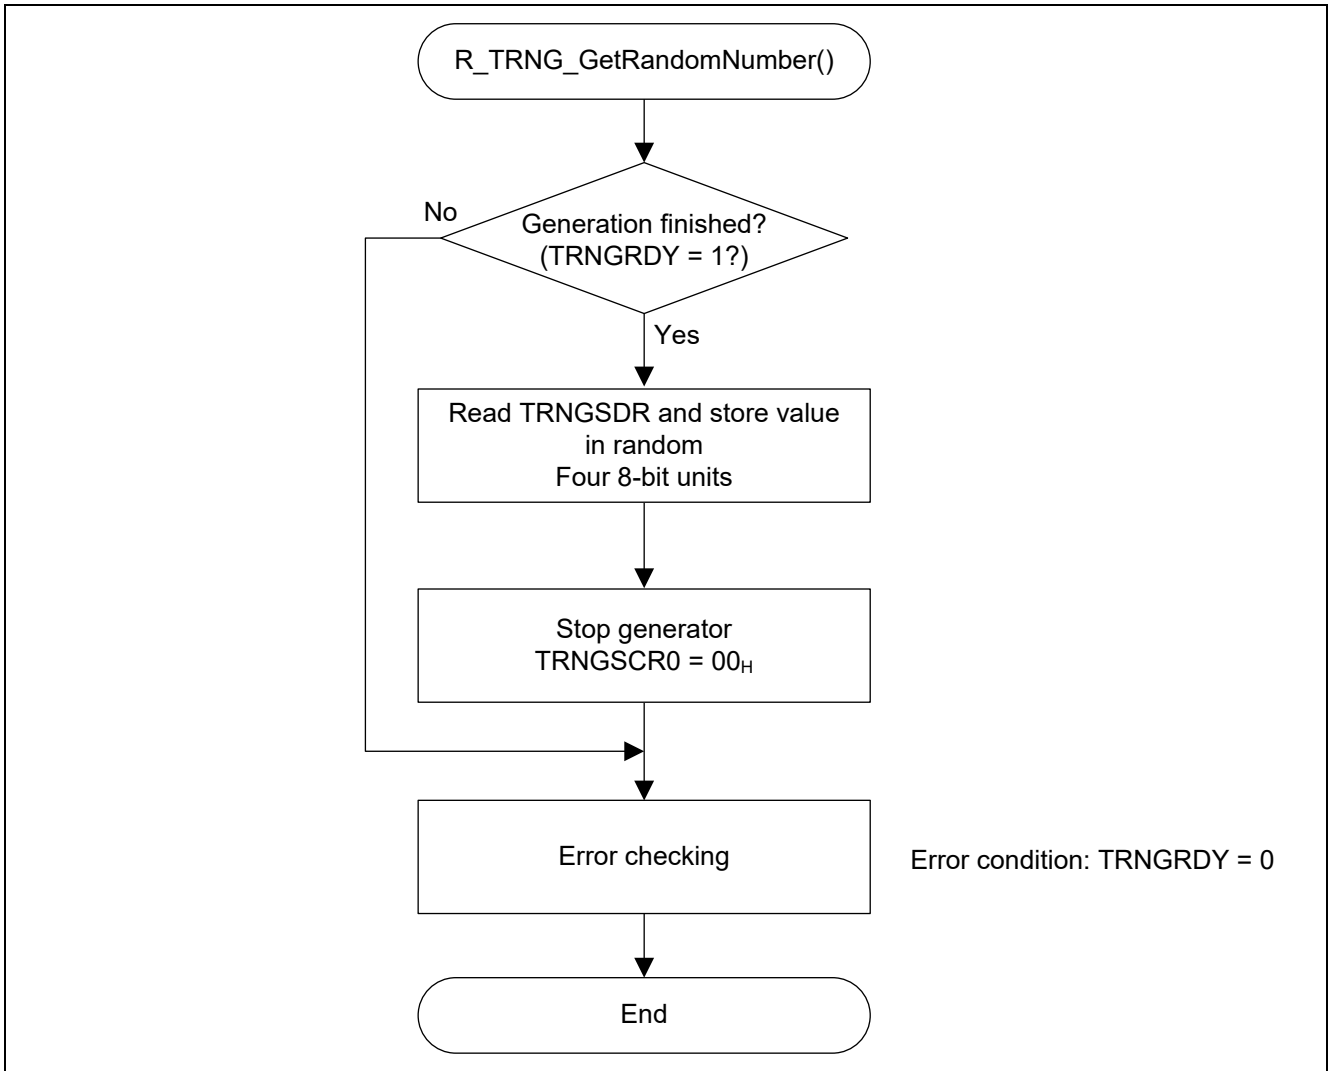 R_TRNG_GetRandomNumber()
No
Generation finished?
(TRNGRDY = 1?)
Yes
Read TRNGSDR and store value
in random
Four 8-bit units
Stop generator
TRNGSCR0 = 00H
Error checking
Error condition: TRNGRDY = 0
End